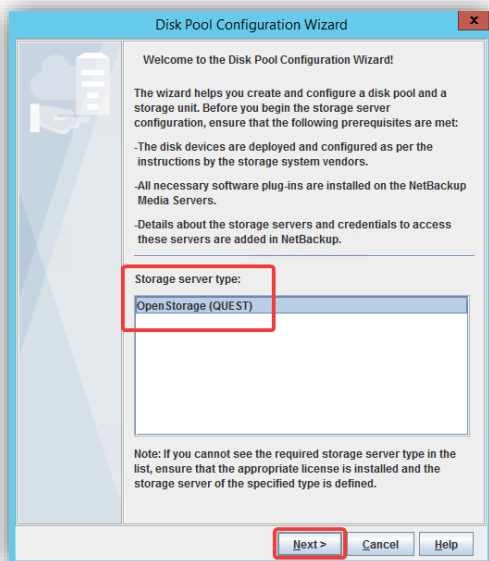 Disk Pool Configuration Wizard
x
Welcome to the Disk Pool Configuration Wizard!
The wizard helps you create and configure a disk pool and a
storage unit. Before you begin the storage server
configuration, ensure that the following prerequisites are met:
-The disk devices are deployed and configured as per the
instructions by the storage system vendors.
-All necessary software plug-ins are installed on the NetBackup
Media Servers.
-Details about the storage servers and credentials to access
these servers are added in NetBackup.
Storage server type:
OpenStorage (QUEST)
Note: If you cannot see the required storage server type in the
list, ensure that the appropriate license is installed and the
storage server of the specified type is defined.
Next >
Cancel
Help